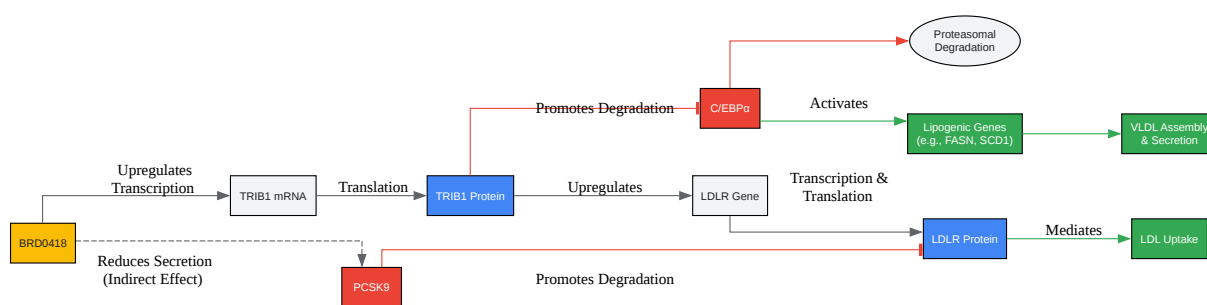 Proteasomal
Degradation
Promotes Degradation
C/EBPα
Activates
Lipogenic Genes
(e.g., FASN, SCD1)
VLDL Assembly
& Secretion
Upregulates
Transcription
TRIB1 mRNA
Translation
TRIB1 Protein
Upregulates
LDLR Gene
Transcription &
Translation
BRD0418
Reduces Secretion
(Indirect Effect)
PCSK9
Promotes Degradation
LDLR Protein
Mediates
LDL Uptake